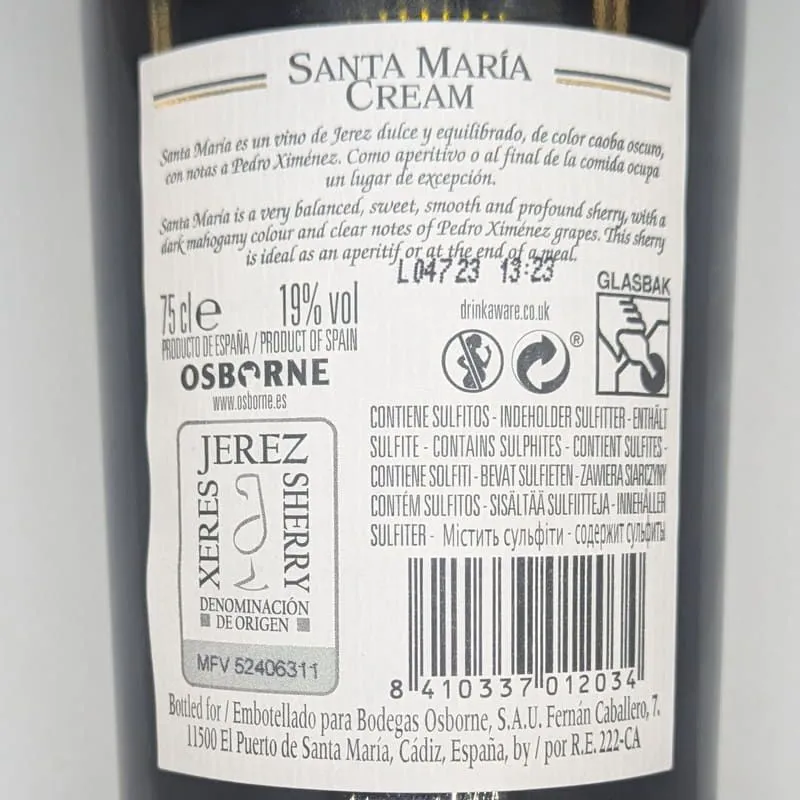 SANTA MARÍA
CREAM
Santa María es un vino de Jerez dulce y equilibrado, de color caoba oscuro,
con notas a Pedro Ximénez. Como aperitivo o al final de la comida ocupa
un lugar de excepción.
Santa María is a very balanced, sweet, smooth and profound sherry, with a
dark mahogany colour and clear notes of Pedro Ximénez grapes. This sherry
is ideal as an aperitif or at the end of a meal.
L04723 13:23
75 cl e 19% vol
PRODUCTO DE ESPAÑA / PRODUCT OF SPAIN
OSBORNE
www.osborne.es
drinkaware.co.uk
®
GLASBAK
CONTIENE SULFITOS - INDEHOLDER SULFITTER - ENTHÄLT
SULFITE - CONTAINS SULPHITES - CONTIENT SULFITES -
CONTIENE SOLFITI - BEVAT SULFIETEN - ZAWIERA SIARCZYNY
CONTÉM SULFITOS - SISÄLTÄÄ SULFIITTEJA - INNEHÅLLER
SULFITER - Містить сульфіти - содержит сульфиты
JEREZ
XERES
SHERRY
DENOMINACIÓN
DE ORIGEN
MFV 52406311
8 410337 012034
Bottled for / Embotellado para Bodegas Osborne, S.A.U. Fernán Caballero, 7.
11500 El Puerto de Santa María, Cádiz, España, by / por R.E. 222-CA